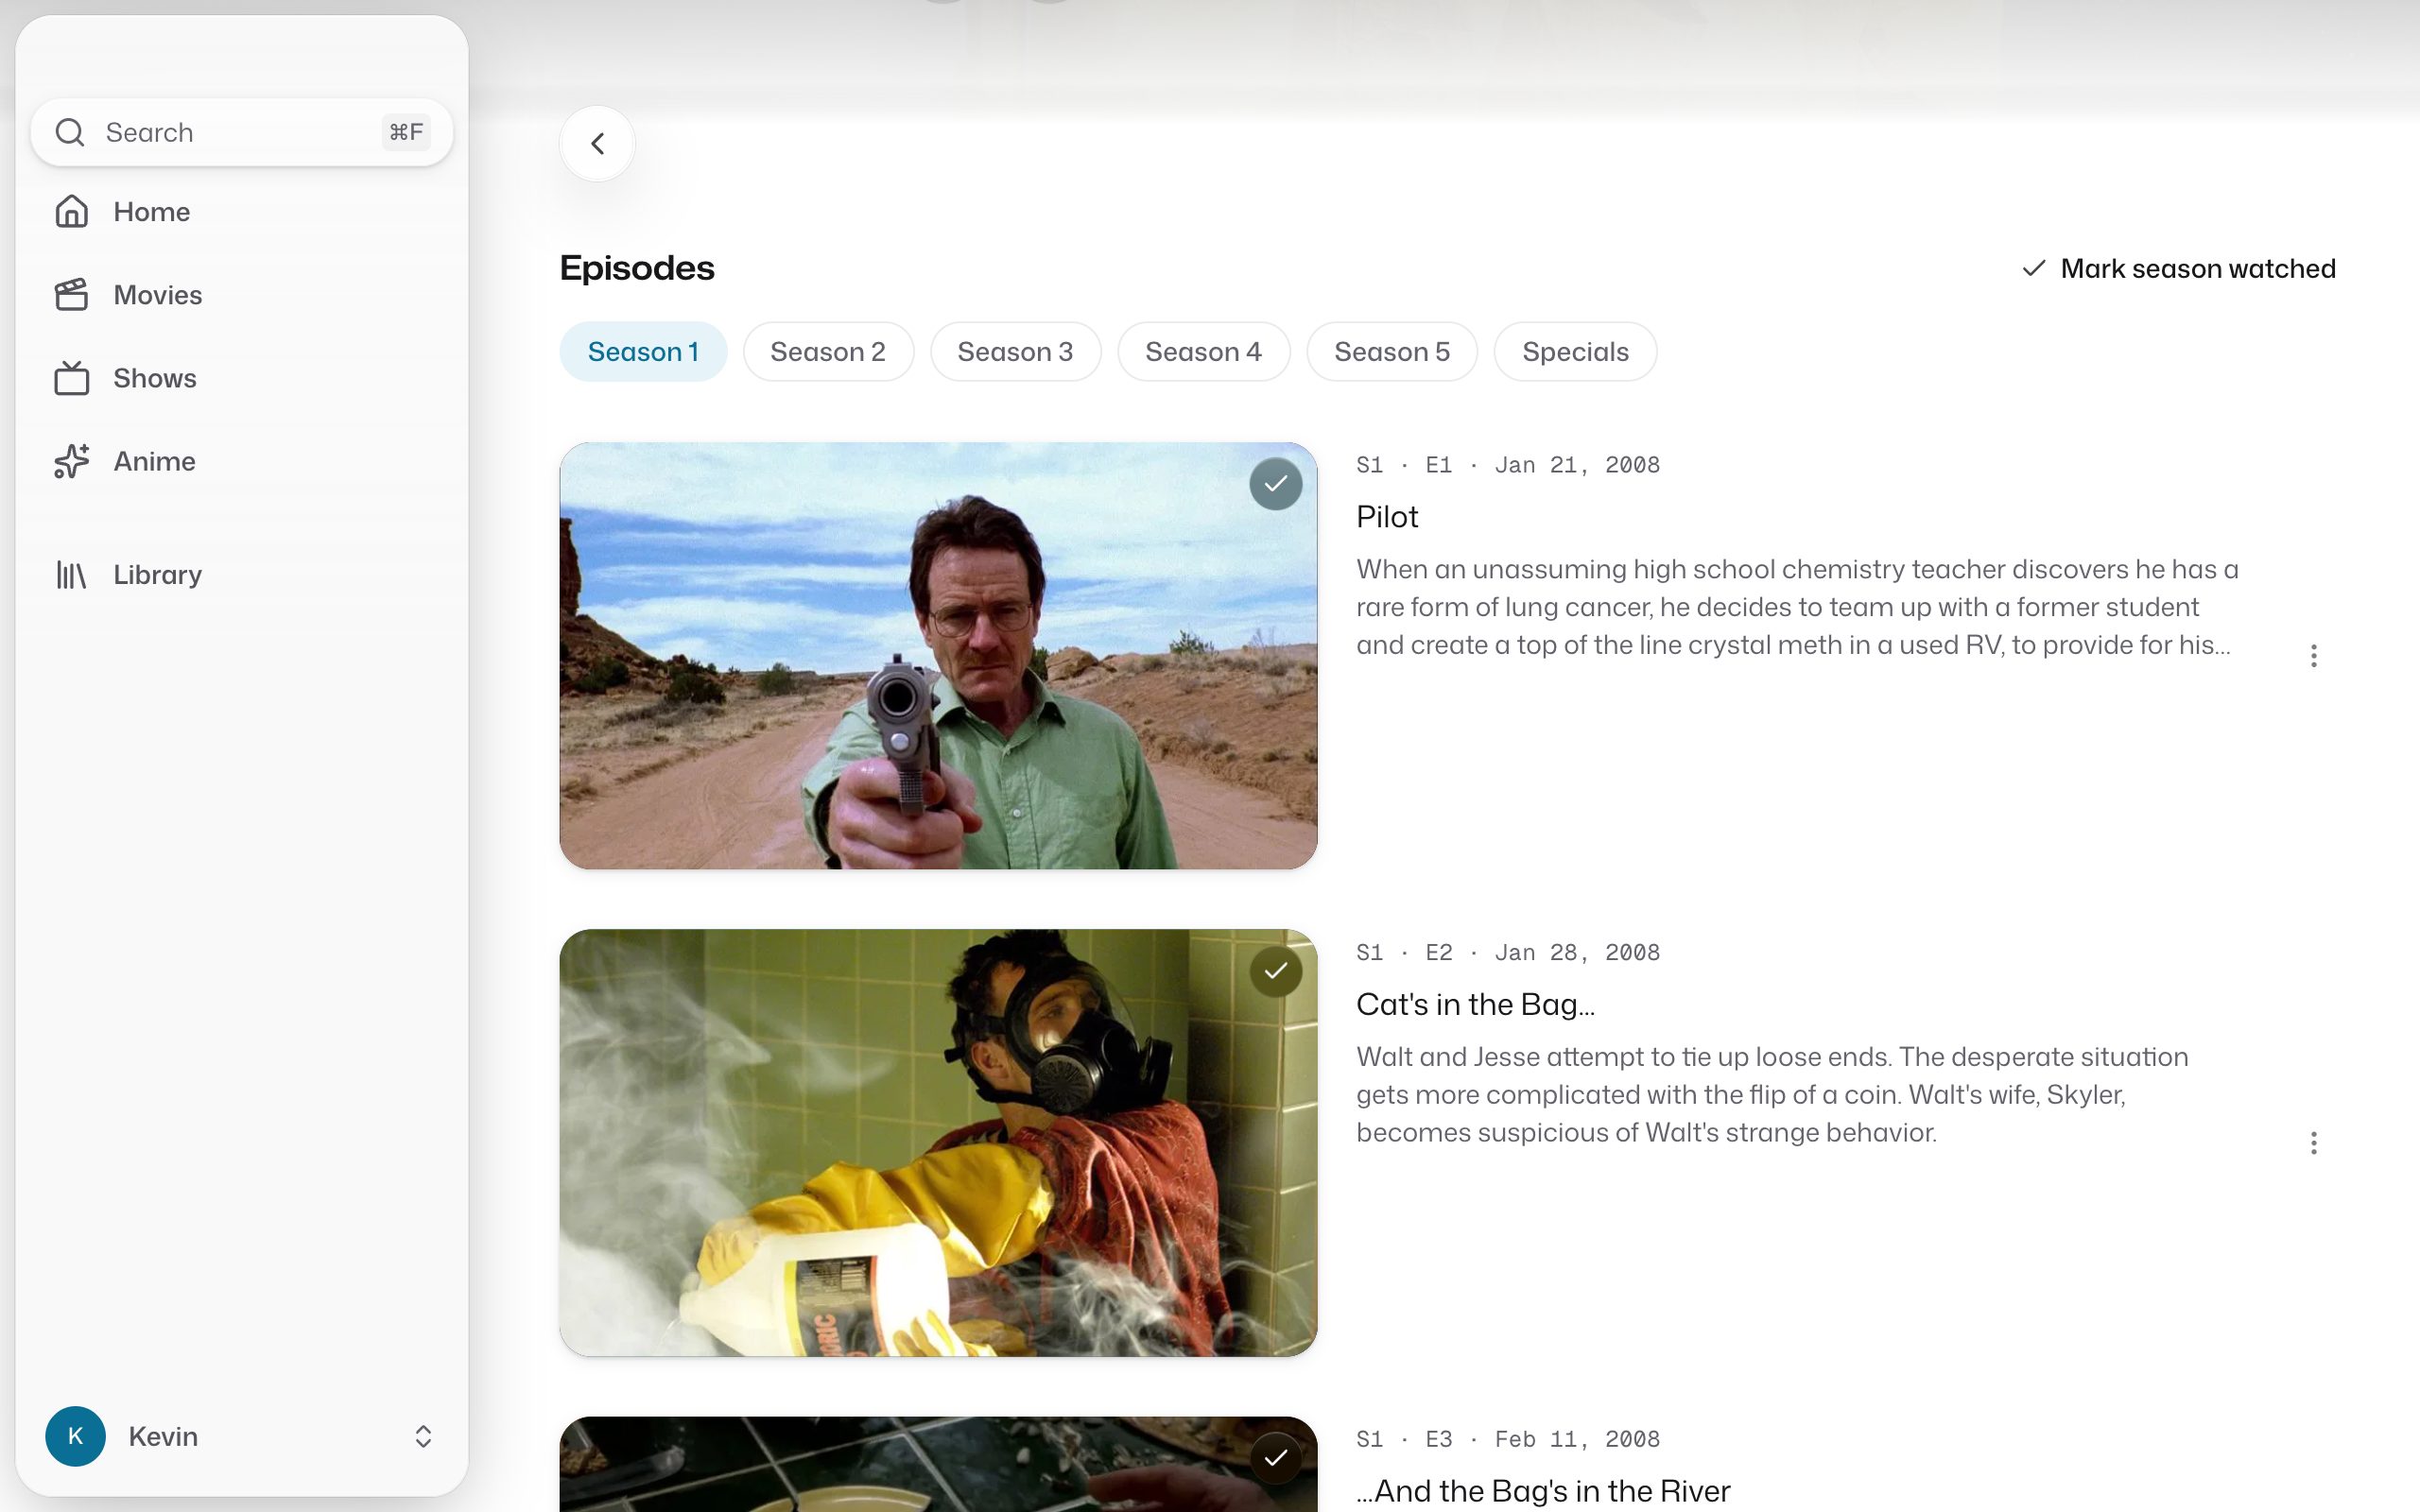 Search
⌘F
Home
Movies
Shows
Anime
Library
K
Kevin
Episodes
Mark season watched
Season 1
Season 2
Season 3
Season 4
Season 5
Specials
S1 · E1 · Jan 21, 2008
Pilot
When an unassuming high school chemistry teacher discovers he has a
rare form of lung cancer, he decides to team up with a former student
and create a top of the line crystal meth in a used RV, to provide for his...
S1 · E2 · Jan 28, 2008
Cat's in the Bag...
Walt and Jesse attempt to tie up loose ends. The desperate situation
gets more complicated with the flip of a coin. Walt's wife, Skyler,
becomes suspicious of Walt's strange behavior.
S1 · E3 · Feb 11, 2008
...And the Bag's in the River